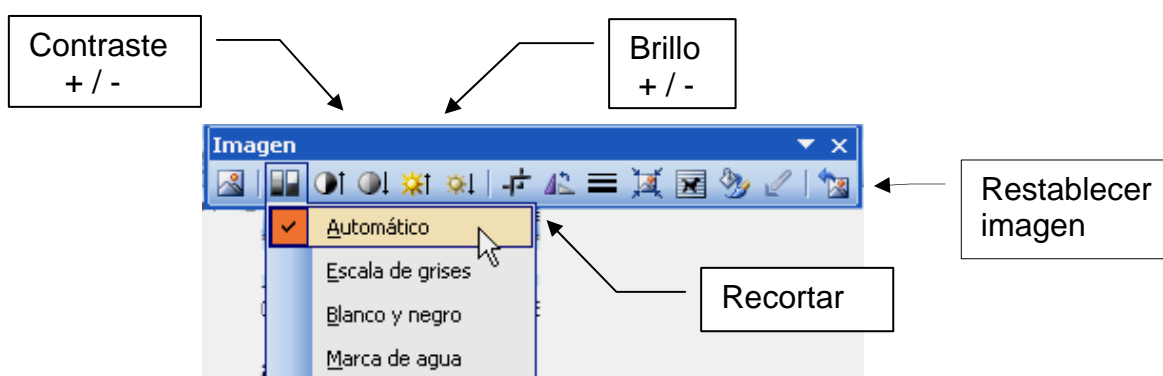 Contraste
+ / -
Brillo
+ / -
Imagen
Restablecer
imagen
Automático
Escala de grises
Recortar
Blanco y negro
Marca de agua